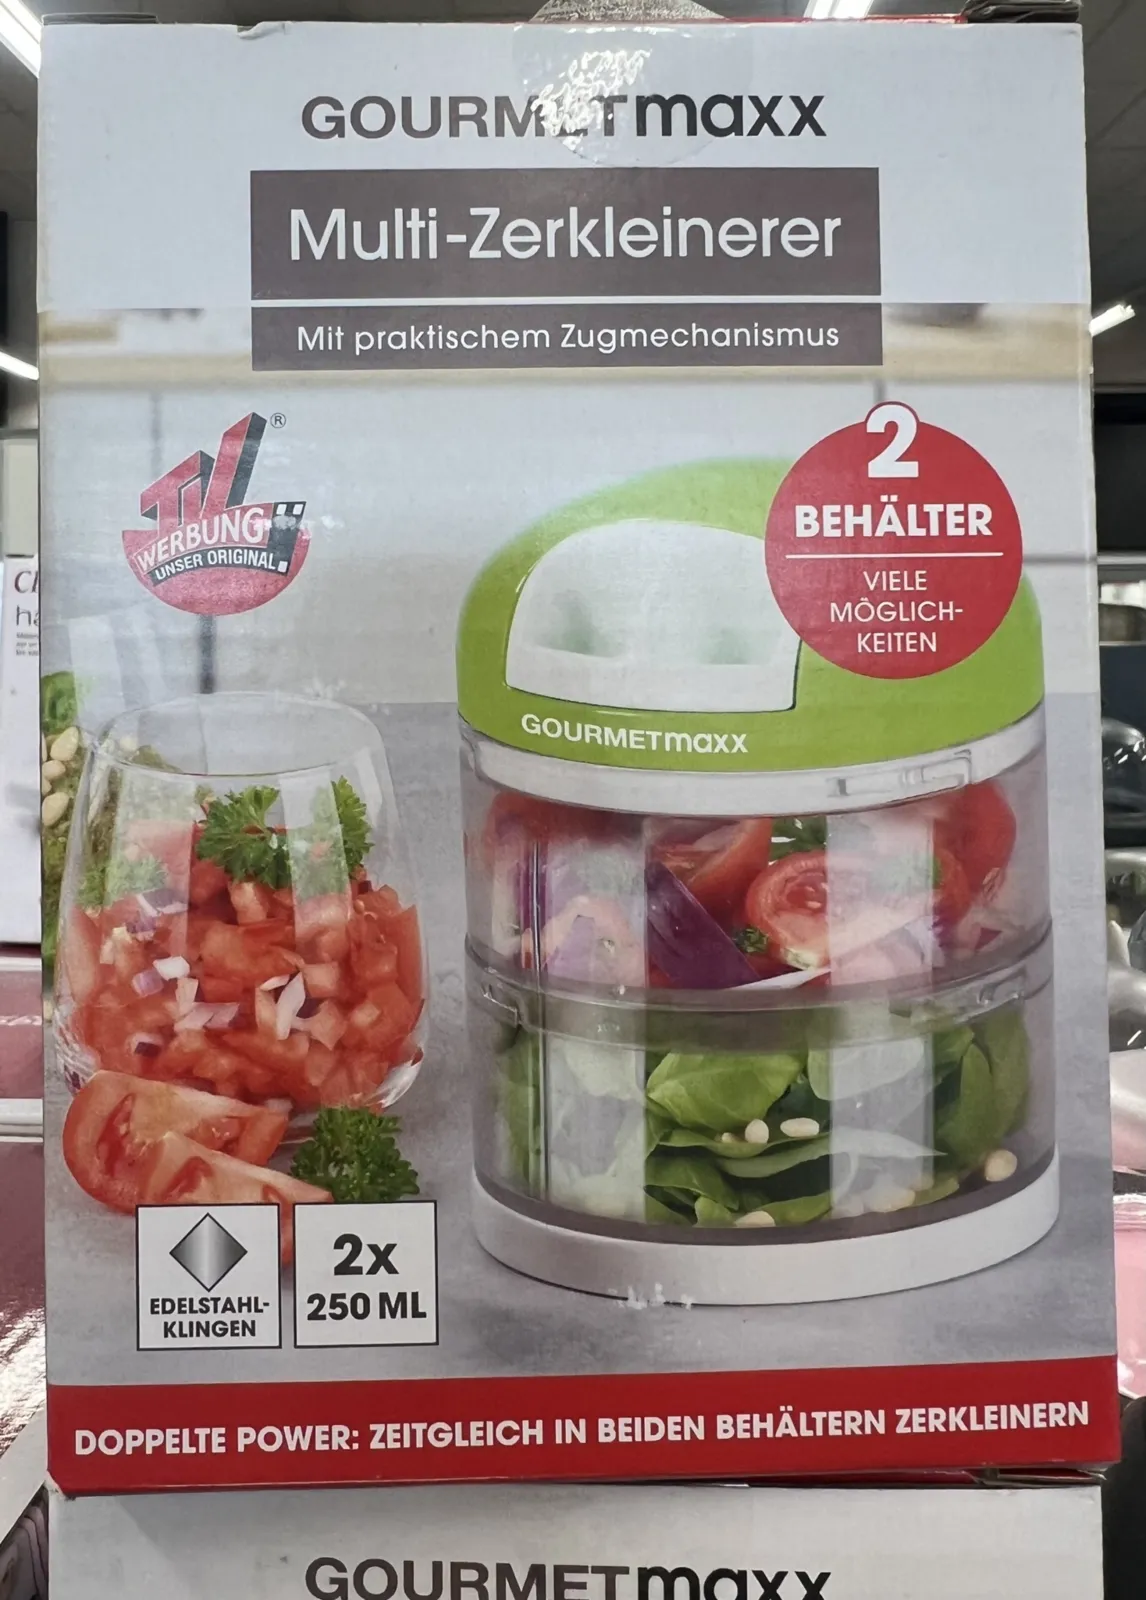 GOURMETmaxx
Multi-Zerkleinerer
Mit praktischem Zugmechanismus
TV
®
WERBUNG
UNSER ORIGINAL
2
BEHÄLTER
VIELE
MÖGLICH-
KEITEN
GOURMETmaxx
EDELSTAHL-
KLINGEN
2x
250 ML
DOPPELTE POWER: ZEITGLEICH IN BEIDEN BEHÄLTERN ZERKLEINERN
GOURMETmaxx